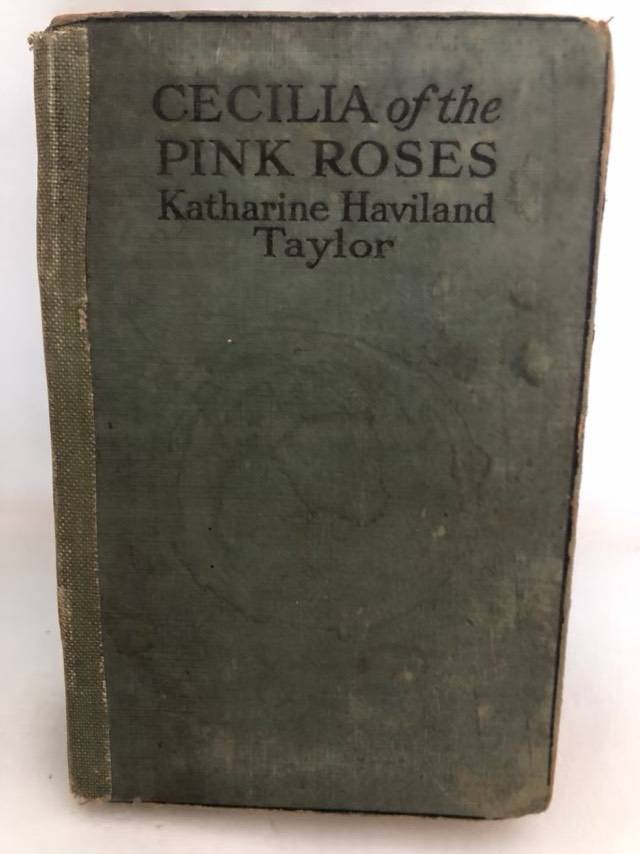 CECILIA of the
PINK ROSES
Katharine Haviland
Taylor